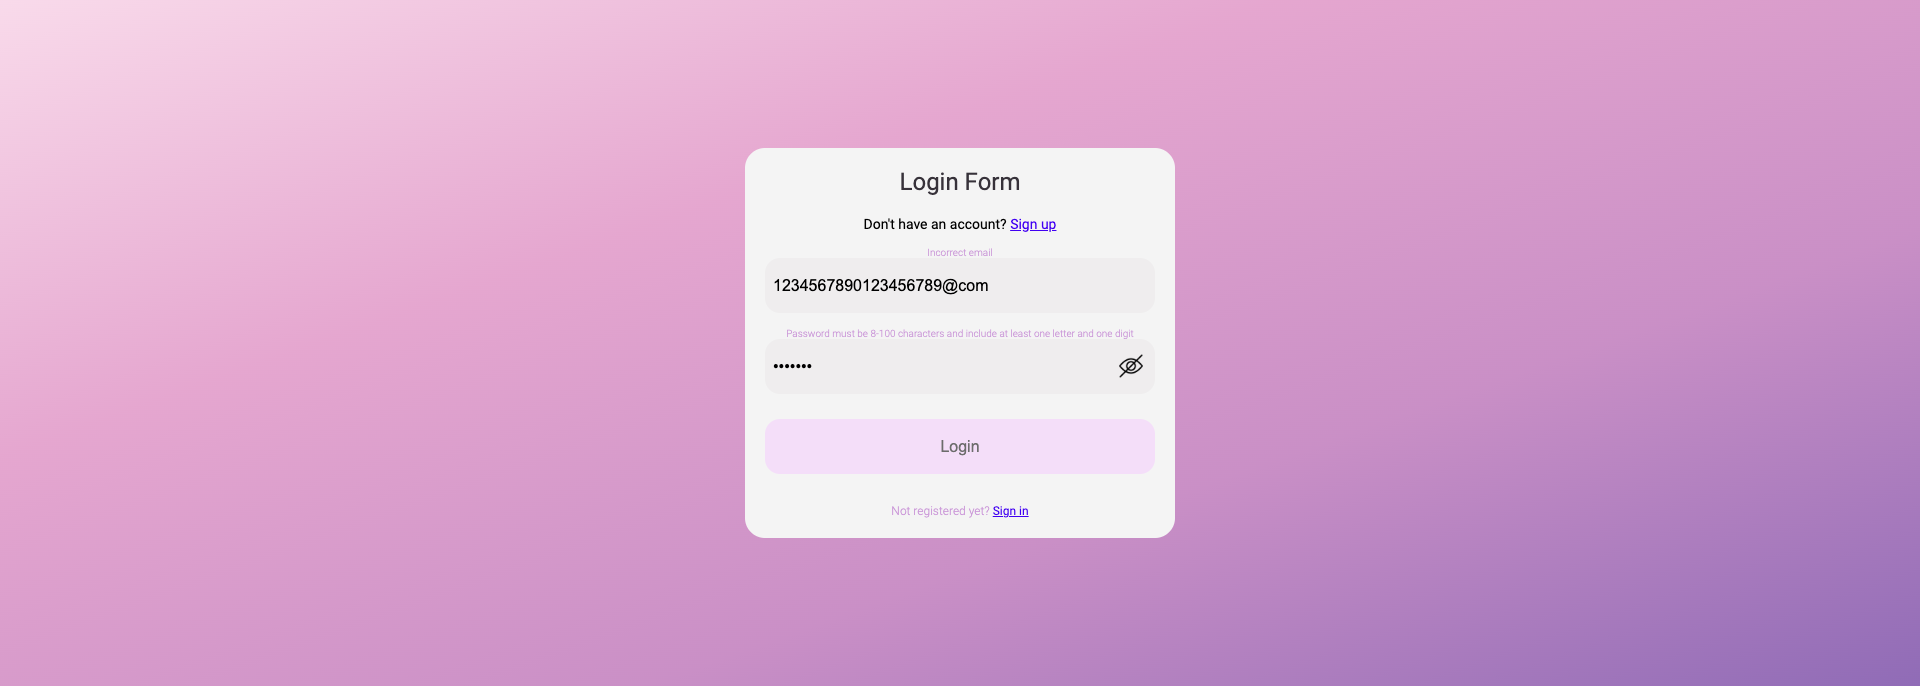 Login Form
Don't have an account? Sign up
Incorrect email
1234567890123456789@com
Password must be 8-100 characters and include at least one letter and one digit
•••••••
Login
Not registered yet? Sign in